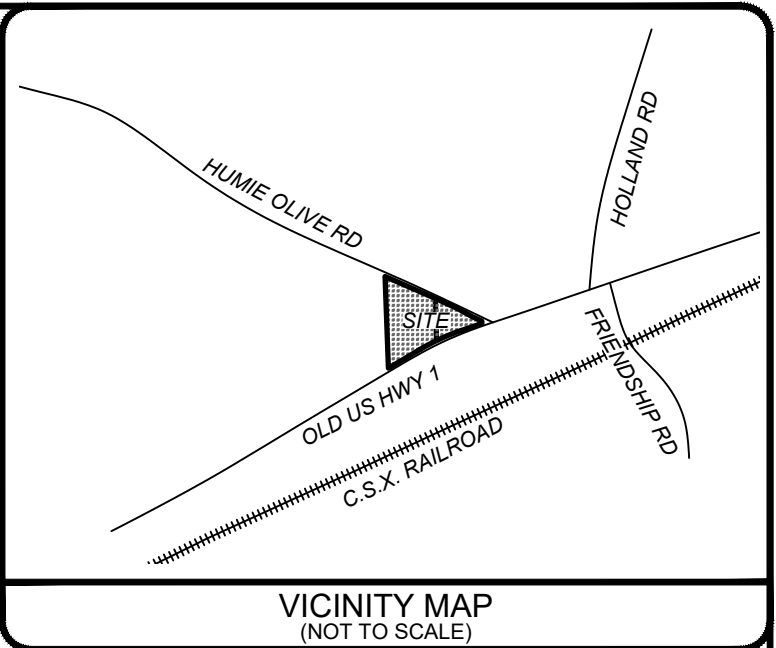 HUMIE OLIVE RD
HOLLAND RD
SITE
FRIENDSHIP RD
OLD US HWY 1
C.S.X. RAILROAD
VICINITY MAP
(NOT TO SCALE)